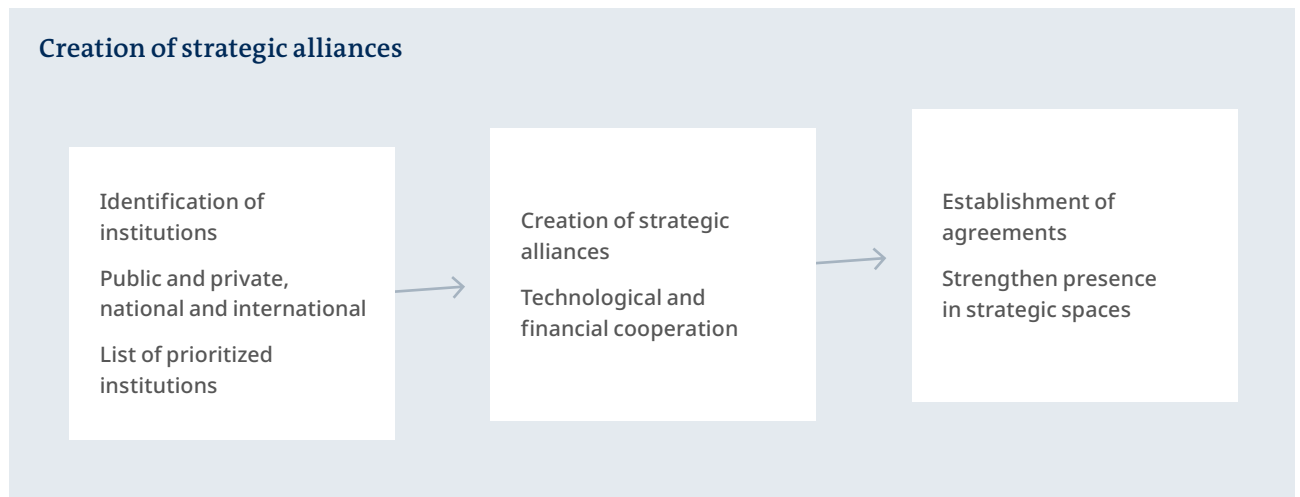 Creation of strategic alliances
Identification of
institutions
Public and private,
national and international
List of prioritized
institutions
Creation of strategic
alliances
Technological and
financial cooperation
Establishment of
agreements
Strengthen presence
in strategic spaces